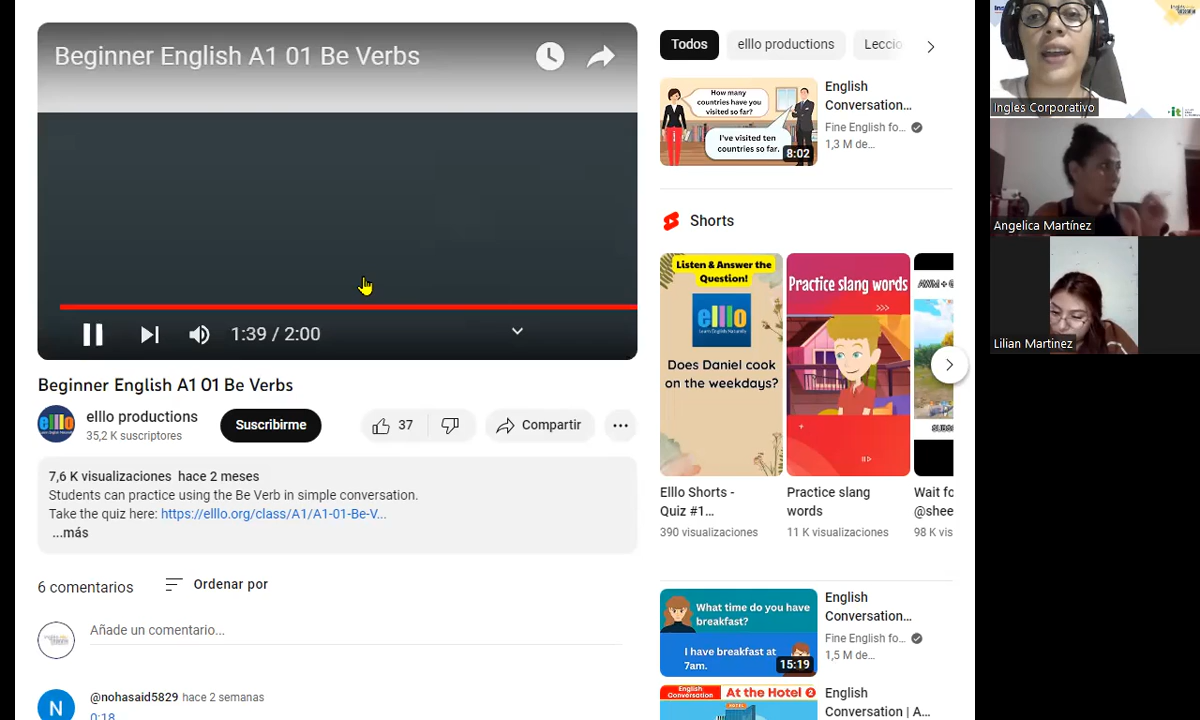 Beginner English A1 01 Be Verbs
1:39 / 2:00
Beginner English A1 01 Be Verbs
elllo
elllo productions
35,2 K suscriptores
Suscribirme
37
Compartir
7,6 K visualizaciones hace 2 meses
Students can practice using the Be Verb in simple conversation.
Take the quiz here: https://elllo.org/class/A1/A1-01-Be-V...
...más
6 comentarios
Ordenar por
Añade un comentario...
N
@nohasaid5829 hace 2 semanas
0:18
Todos
elllo productions
Leccio
How many
countries have you
visited so far?
I've visited ten
countries so far.
8:02
English
Conversation...
Fine English fo...
1,3 M de...
Shorts
Listen & Answer the
Question!
elllo
Learn English Naturally
Does Daniel cook
on the weekdays?
Elllo Shorts -
Quiz #1...
390 visualizaciones
Practice slang words
Practice slang
words
11 K visualizaciones
Wait fo
@shee
98 K vis
What time do you have
breakfast?
I have breakfast at
7am.
15:19
English
Conversation...
Fine English fo...
1,5 M de...
English
Conversation
At the Hotel 2
HOTEL
English
Conversation | A...
Ingles Corporativo
Angelica Martínez
Lilian Martinez